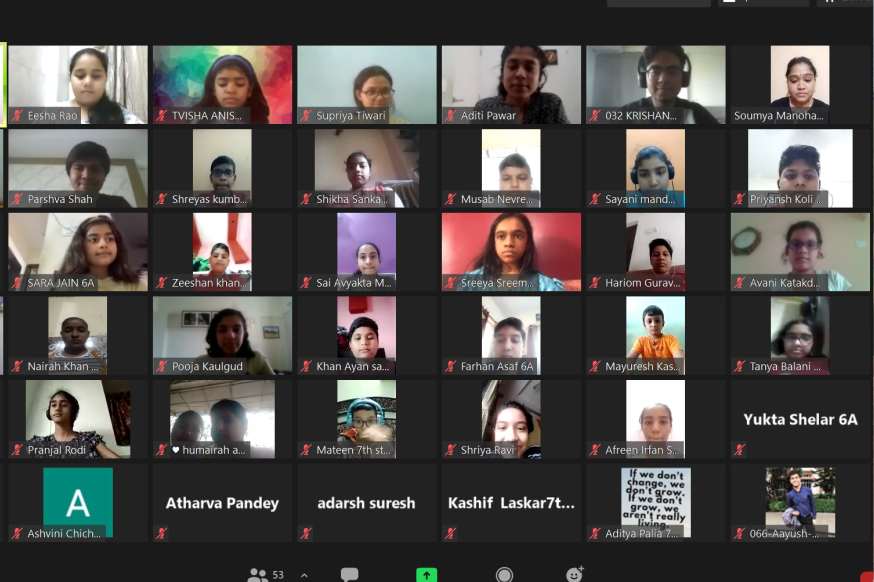 Eesha Rao
TVISHA ANIS...
Supriya Tiwari
Aditi Pawar
032 KRISHAN...
Soumya Manoha...
Parshva Shah
Shreyas kumb...
Shikha Sanka...
Musab Nevre...
Sayani mand...
Priyansh Koli ...
SARA JAIN 6A
Zeeshan khan...
Sai Avyakta M...
Sreeya Sreem...
Hariom Gurav...
Avani Katakd...
Nairah Khan ...
Pooja Kaulgud
Khan Ayan sa...
Farhan Asaf 6A
Mayuresh Kas...
Tanya Balani ...
Pranjal Rodi
♥ humairah a...
Mateen 7th st...
Shriya Ravi
Afreen Irfan S...
Yukta Shelar 6A
A
Ashvini Chich...
Atharva Pandey
adarsh suresh
Kashif Laskar7t...
If we don't
change, we
don't grow.
If we don't
grow, we
aren't really
living.
Aditya Palia 7...
066-Aayush-...
53